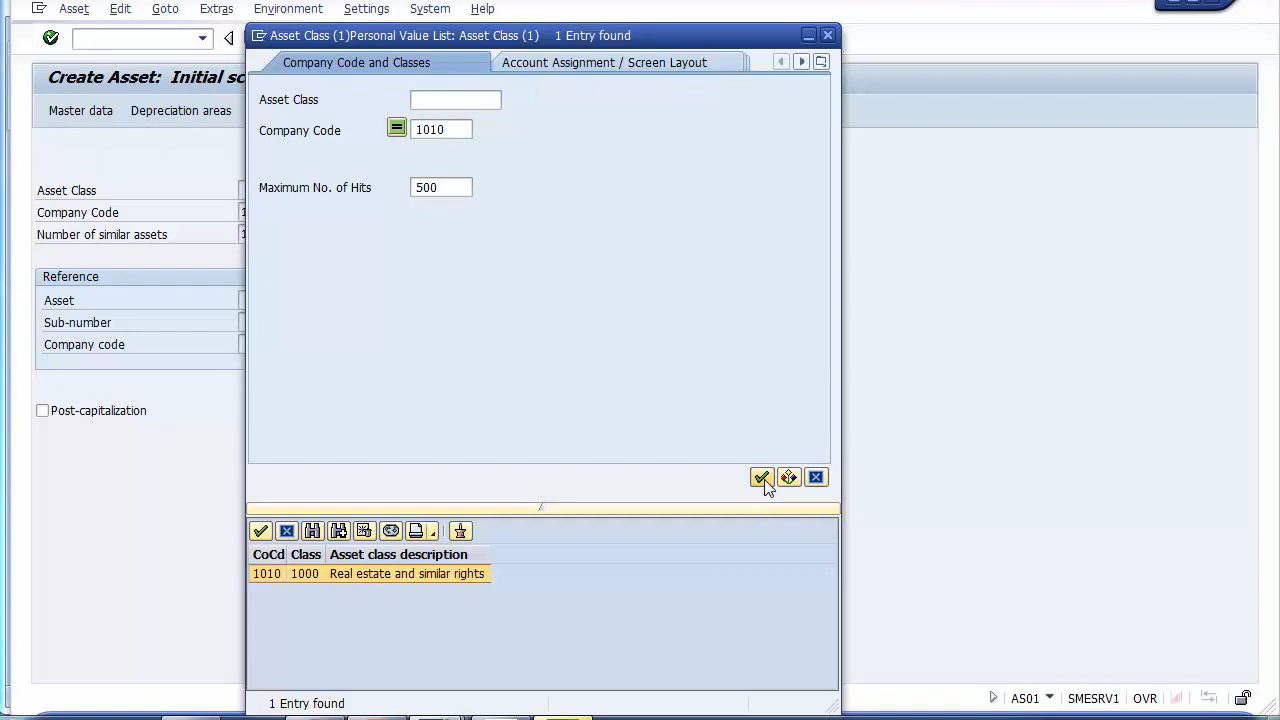 Asset Edit Goto Extras Environment Settings System Help
Asset Class (1)Personal Value List: Asset Class (1) 1 Entry found
Company Code and Classes Account Assignment / Screen Layout
Create Asset: Initial sc
Master data Depreciation areas
Asset Class
Company Code 1010
Maximum No. of Hits 500
Asset Class
Company Code
Number of similar assets
Reference
Asset
Sub-number
Company code
Post-capitalization
CoCd Class Asset class description
1010 1000 Real estate and similar rights
1 Entry found
AS01 SMESRV1 OVR